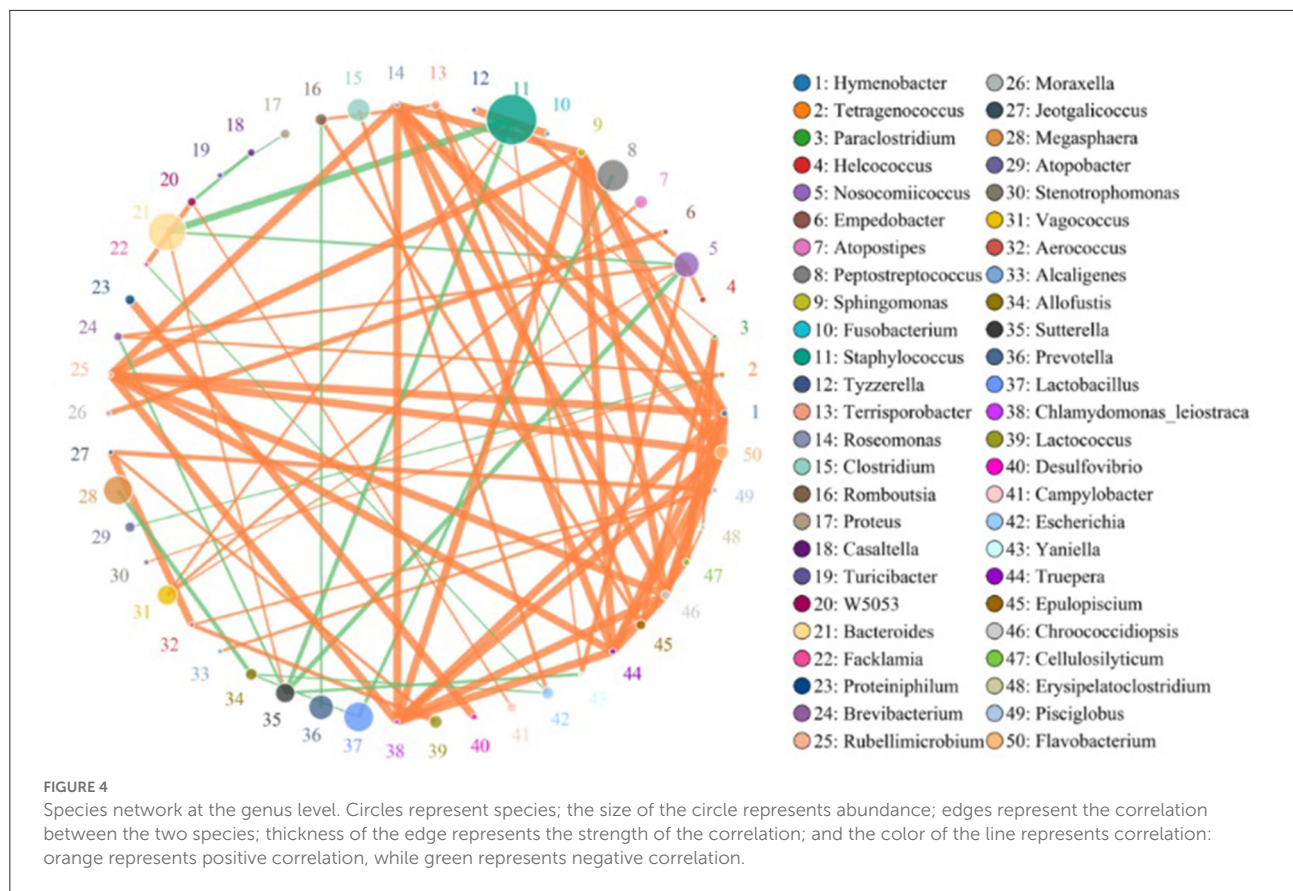 14
13
12
11
10
9
8
7
6
5
4
3
2
1
50
49
48
47
46
45
44
43
42
41
40
39
38
37
36
35
34
33
32
31
30
29
28
27
26
25
24
23
22
21
20
19
18
17
16
15
1: Hymenobacter
2: Tetragenococcus
3: Paraclostridium
4: Helcococcus
5: Nosocomiicoccus
6: Empedobacter
7: Atopostipes
8: Peptostreptococcus
9: Sphingomonas
10: Fusobacterium
11: Staphylococcus
12: Tyzzerella
13: Terrisporobacter
14: Roseomonas
15: Clostridium
16: Romboutsia
17: Proteus
18: Casaltella
19: Turicibacter
20: W5053
21: Bacteroides
22: Facklamia
23: Proteiniphilum
24: Brevibacterium
25: Rubellimicrobium
26: Moraxella
27: Jeotgalicoccus
28: Megasphaera
29: Atopobacter
30: Stenotrophomonas
31: Vagococcus
32: Aerococcus
33: Alcaligenes
34: Allofustis
35: Sutterella
36: Prevotella
37: Lactobacillus
38: Chlamydomonas_leiostraca
39: Lactococcus
40: Desulfovibrio
41: Campylobacter
42: Escherichia
43: Yaniella
44: Truepera
45: Epulopiscium
46: Chroococcidiopsis
47: Cellulosilyticum
48: Erysipelatoclostridium
49: Pisciglobus
50: Flavobacterium
FIGURE 4
Species network at the genus level. Circles represent species; the size of the circle represents abundance; edges represent the correlation
between the two species; thickness of the edge represents the strength of the correlation; and the color of the line represents correlation:
orange represents positive correlation, while green represents negative correlation.